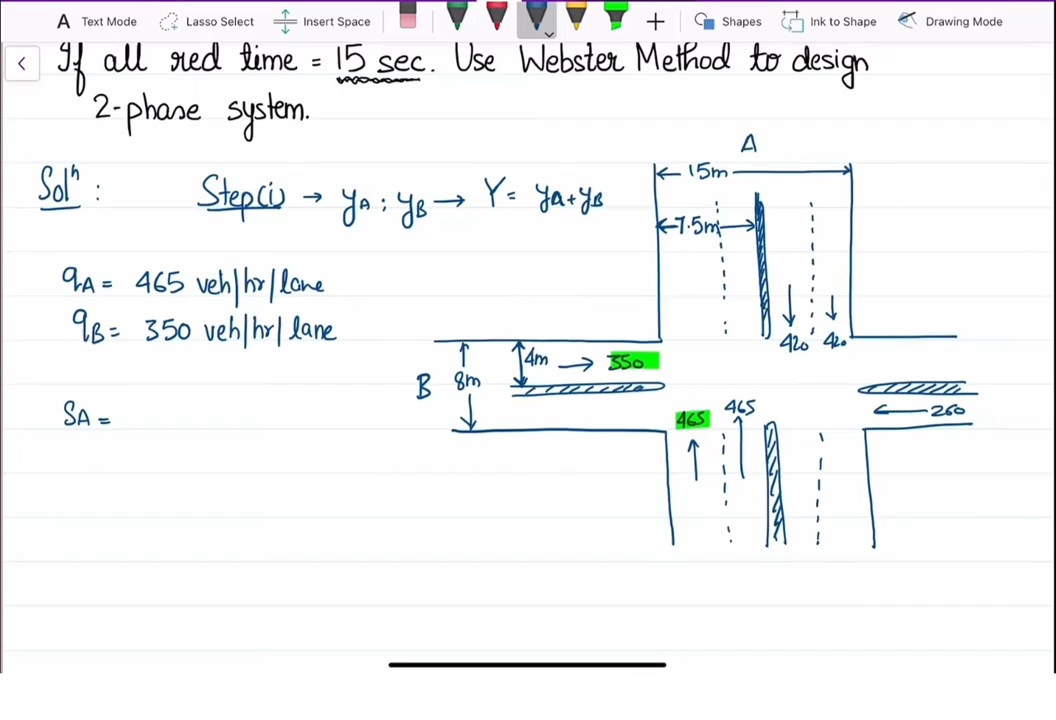 A Text Mode Lasso Select Insert Space Shapes Ink to Shape Drawing Mode
If all red time = 15 sec. Use Webster Method to design
2-phase system.
A
15m
Solⁿ : Step(i) → yA ; yB → Y = yA+yB
7.5m
qA = 465 veh/hr/lane
qB = 350 veh/hr/lane
420 420
4m → 350
B 8m
SA =
465 465
260